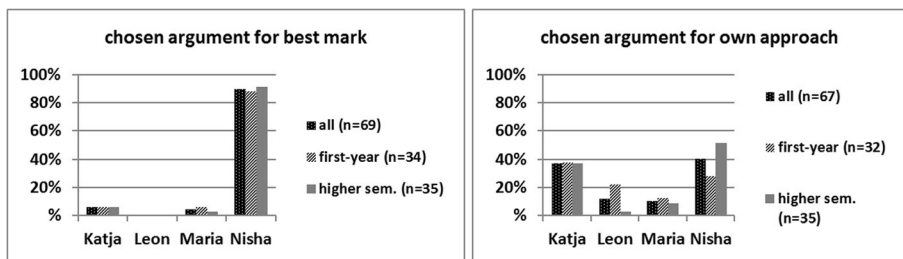 chosen argument for best mark
100%
80%
60%
40%
20%
%
Katja Leon Maria Nisha
all (n=69)
first-year (n=34)
higher sem. (n=35)
chosen argument for own approach
100%
80%
60%
40%
20%
%
Katja Leon Maria Nisha
all (n=67)
first-year (n=32)
higher sem.
(n=35)